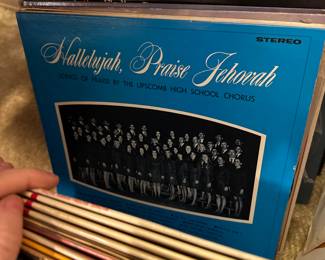 STEREO
Hallelujah, Praise Jehovah
SONGS OF PRAISE BY THE LIPSCOMB HIGH SCHOOL CHORUS